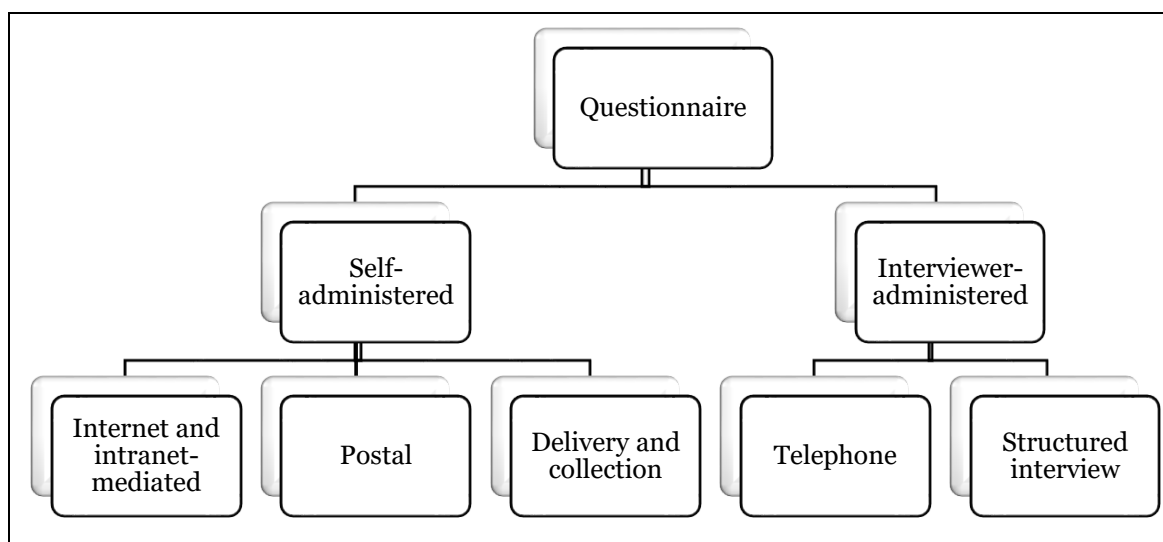 Questionnaire
Self-
administered
Interviewer-
administered
Internet and
intranet-
mediated
Postal
Delivery and
collection
Telephone
Structured
interview